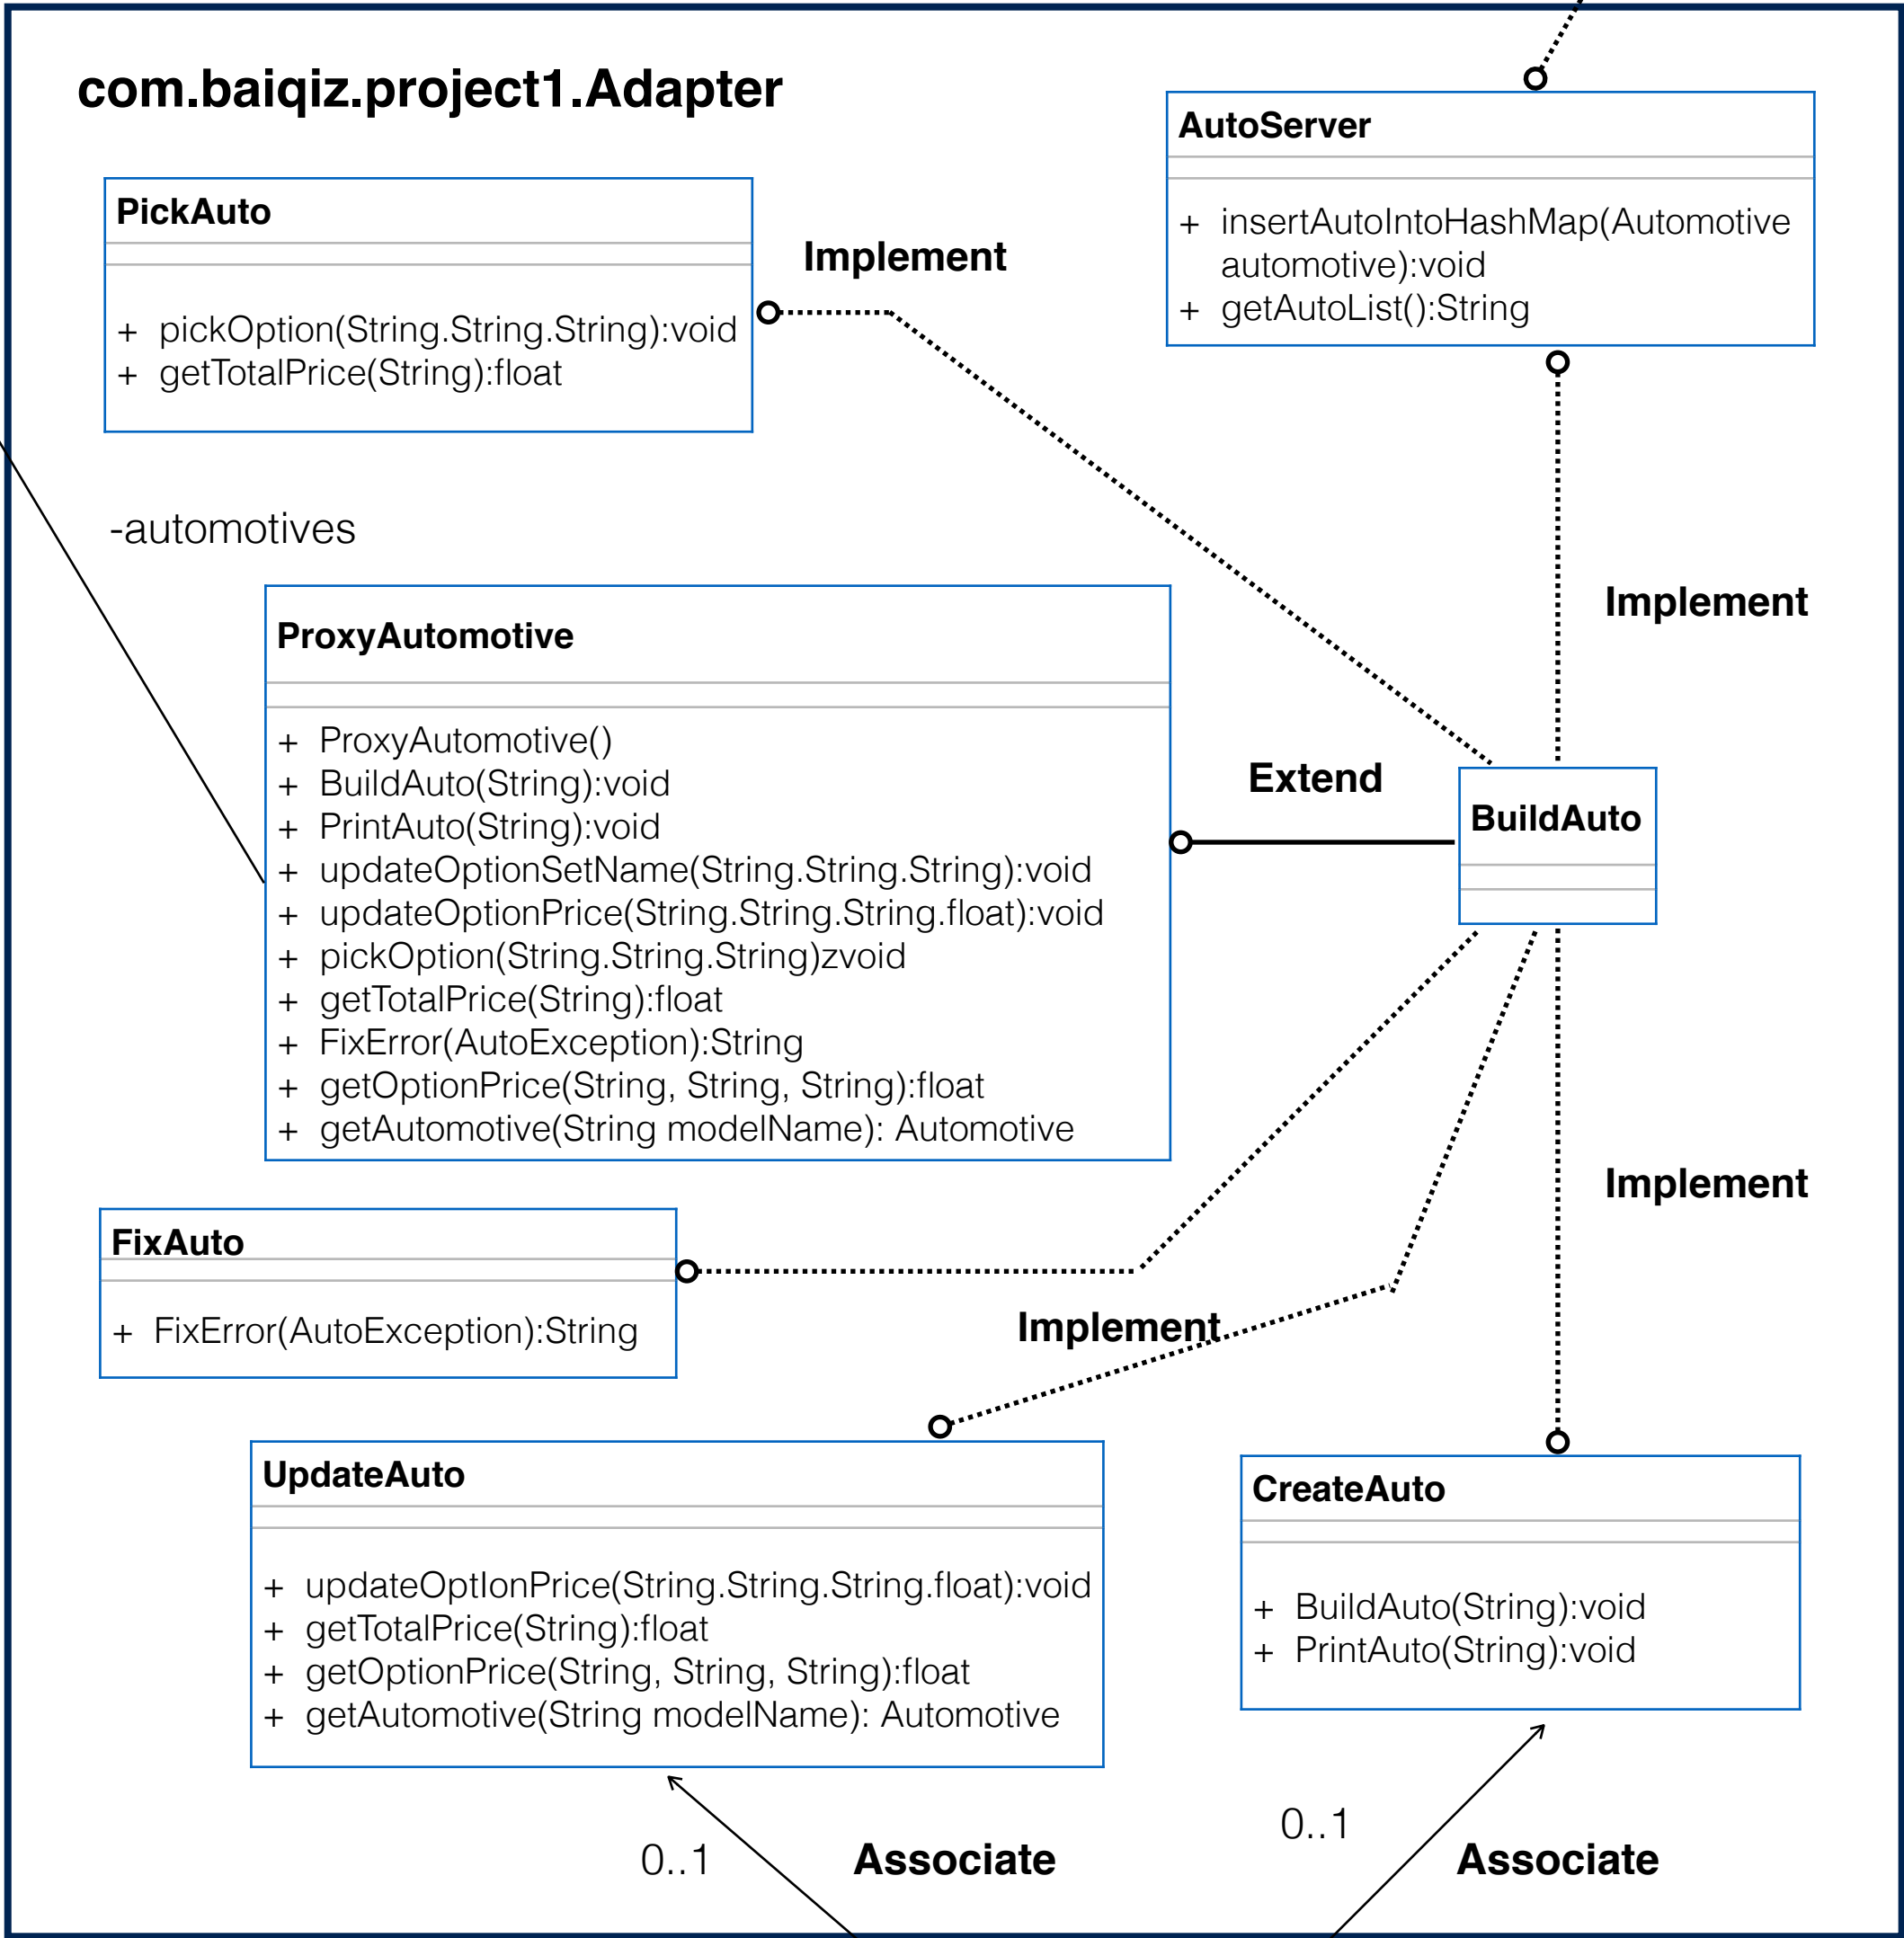 com.baiqiz.project1.Adapter
AutoServer
+ insertAutoIntoHashMap(Automotive
automotive):void
+ getAutoList():String
PickAuto
+ pickOption(String.String.String):void
+ getTotalPrice(String):float
Implement
-automotives
Implement
ProxyAutomotive
+ ProxyAutomotive()
+ BuildAuto(String):void
+ PrintAuto(String):void
+ updateOptionSetName(String.String.String):void
+ updateOptionPrice(String.String.String.float):void
+ pickOption(String.String.String)zvoid
+ getTotalPrice(String):float
+ FixError(AutoException):String
+ getOptionPrice(String, String, String):float
+ getAutomotive(String modelName): Automotive
Extend
BuildAuto
Implement
FixAuto
+ FixError(AutoException):String
Implement
UpdateAuto
+ updateOptIonPrice(String.String.String.float):void
+ getTotalPrice(String):float
+ getOptionPrice(String, String, String):float
+ getAutomotive(String modelName): Automotive
CreateAuto
+ BuildAuto(String):void
+ PrintAuto(String):void
0..1
Associate
0..1
Associate